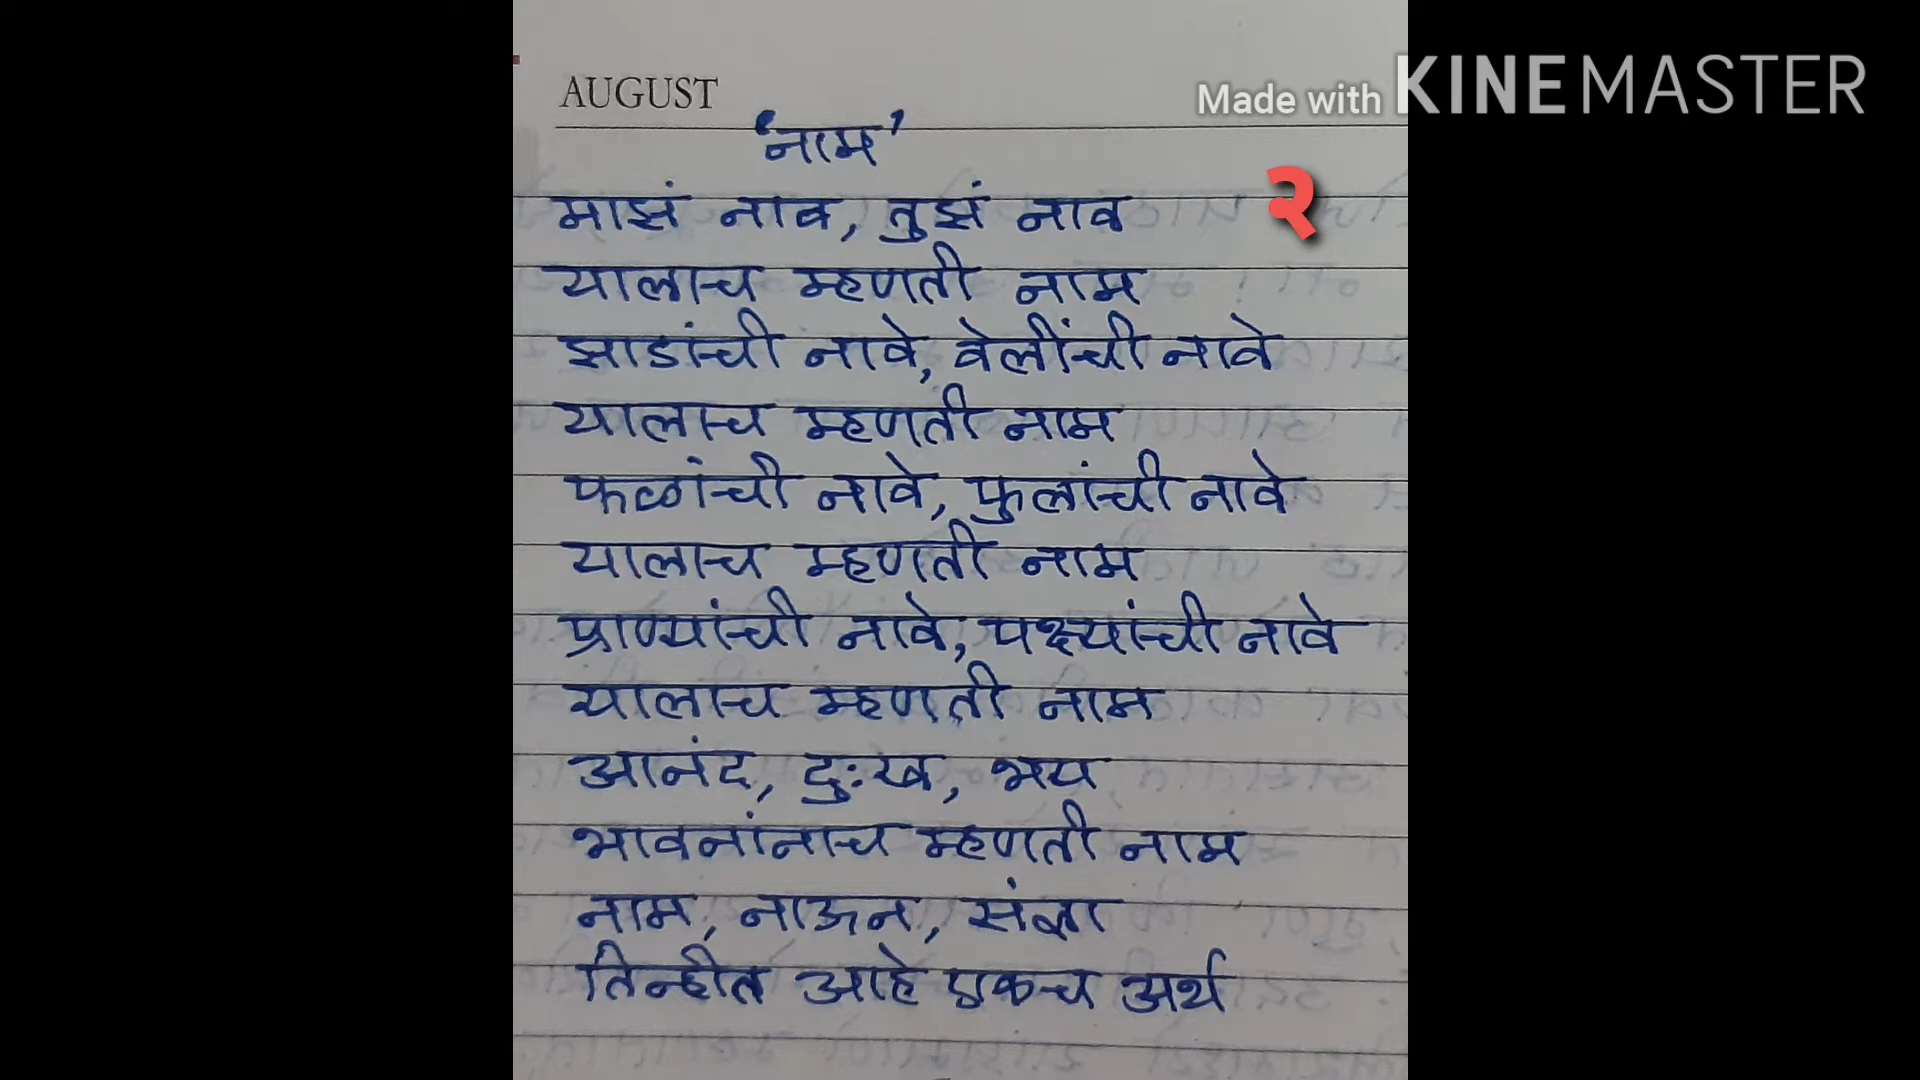 AUGUST
Made with KINEMASTER
'नाम'
२
माझं नाव, तुझं नाव
यालाच म्हणती नाम
झाडांची नावे, वेलींची नावे
यालाच म्हणती नाम
फळांची नावे, फुलांची नावे
यालाच म्हणती नाम
प्राण्यांची नावे, पक्ष्यांची नावे
यालाच म्हणती नाम
आनंद, दुःख, भय
भावनांनाच म्हणती नाम
नाम, नाऊन, संज्ञा
तिन्हीत आहे एकच अर्थ